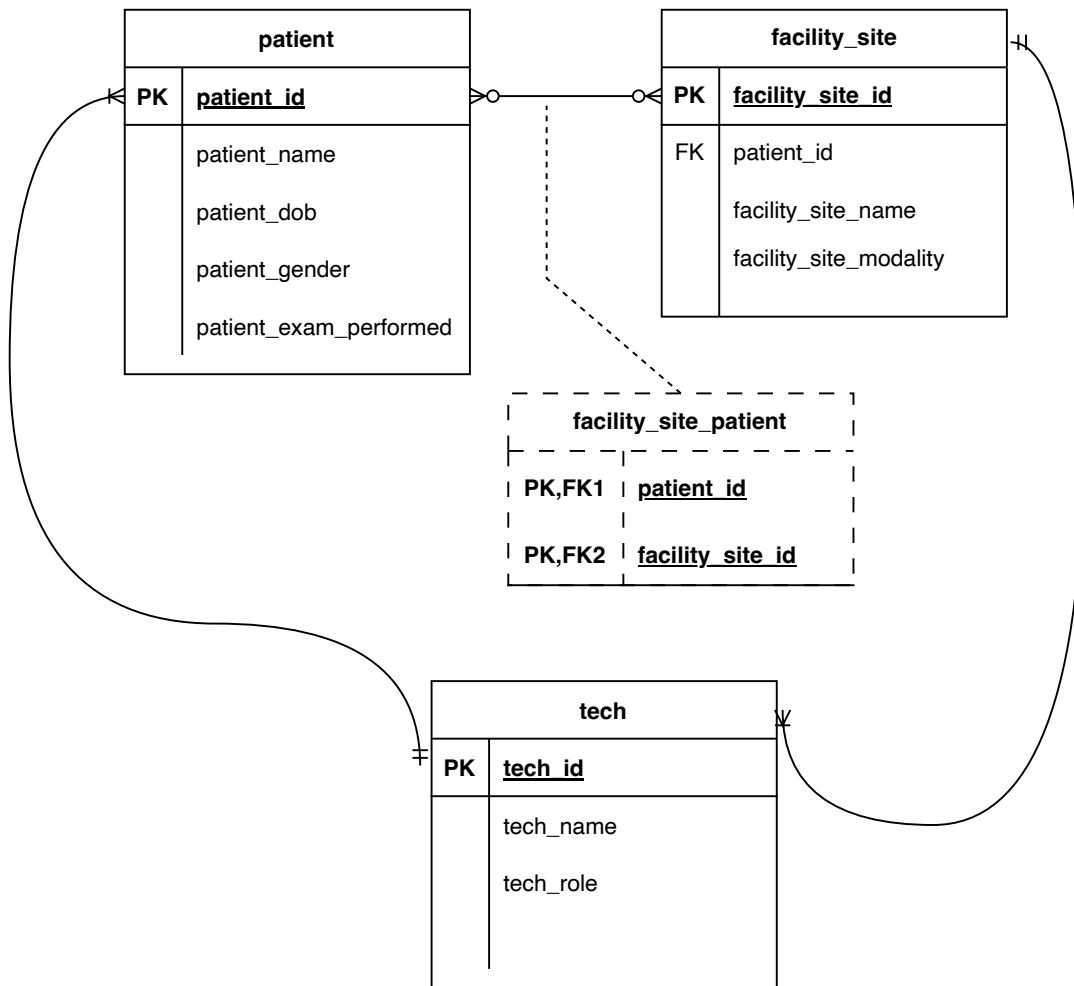 patient
PK patient_id
patient_name
patient_dob
patient_gender
patient_exam_performed
facility_site
PK facility_site_id
FK patient_id
facility_site_name
facility_site_modality
facility_site_patient
PK,FK1 patient_id
PK,FK2 facility_site_id
tech
PK tech_id
tech_name
tech_role